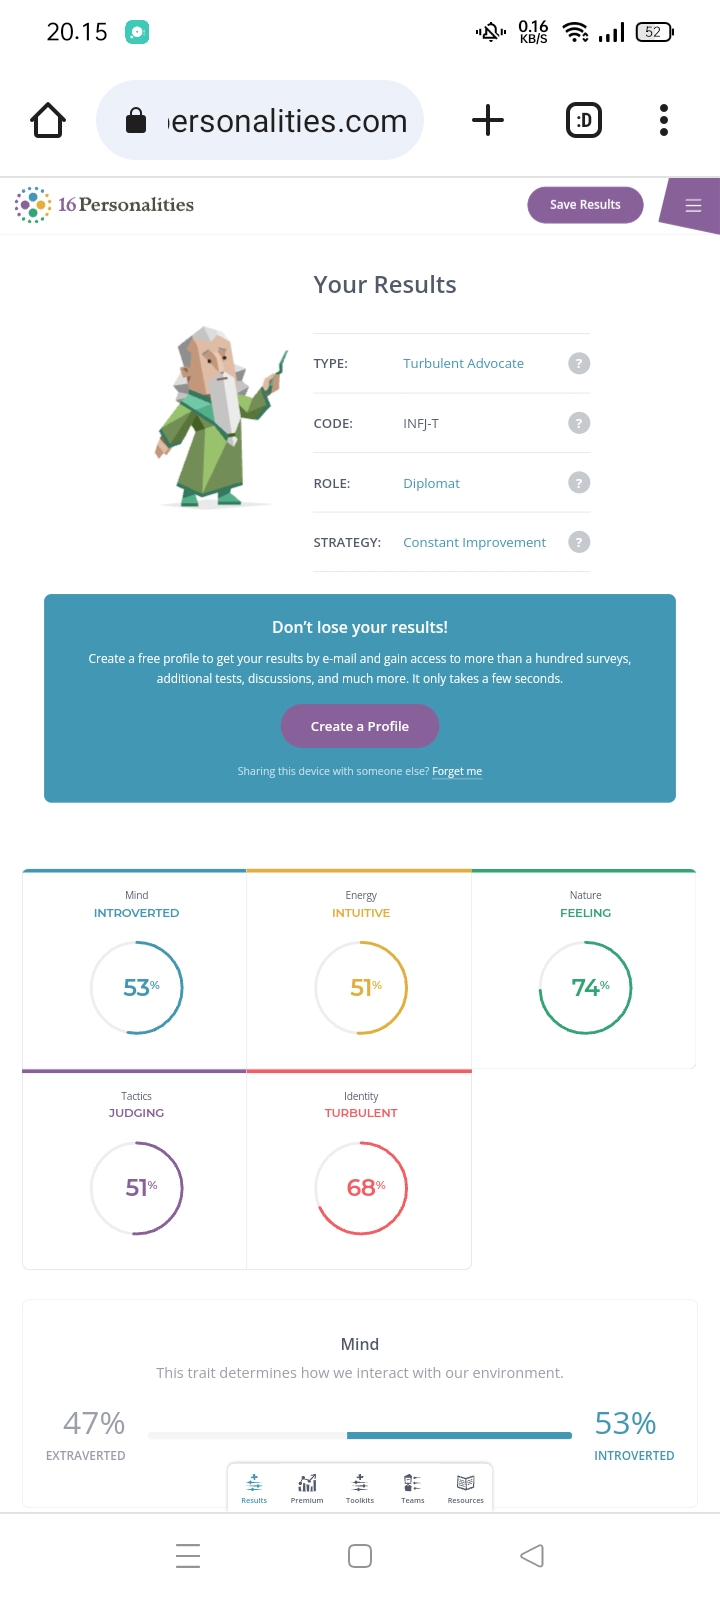 20.15
0.16
KB/S
52
ersonalities.com
:D
16Personalities
Save Results
Your Results
TYPE: Turbulent Advocate ?
CODE: INFJ-T ?
ROLE: Diplomat ?
STRATEGY: Constant Improvement ?
Don’t lose your results!
Create a free profile to get your results by e-mail and gain access to more than a hundred surveys,
additional tests, discussions, and much more. It only takes a few seconds.
Create a Profile
Sharing this device with someone else? Forget me
Mind
INTROVERTED
53%
Energy
INTUITIVE
51%
Nature
FEELING
74%
Tactics
JUDGING
51%
Identity
TURBULENT
68%
Mind
This trait determines how we interact with our environment.
47% 53%
EXTRAVERTED INTROVERTED
Results Premium Toolkits Teams Resources